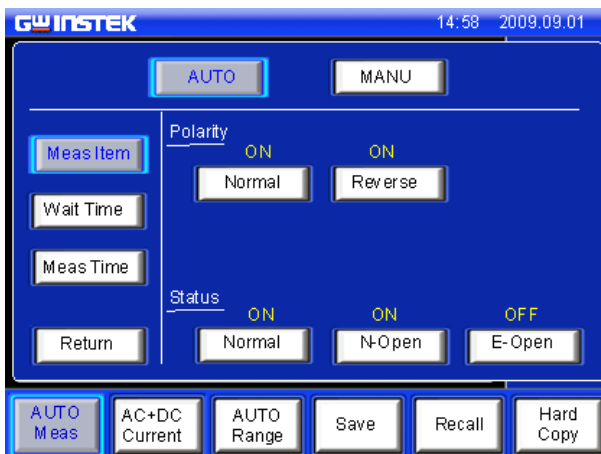 GWINSTEK 14:58 2009.09.01
AUTO MANU
Meas Item
Wait Time
Meas Time
Return
Polarity
ON ON
Normal Reverse
Status
ON ON OFF
Normal N-Open E-Open
AUTO Meas
AC+DC Current
AUTO Range
Save
Recall
Hard Copy